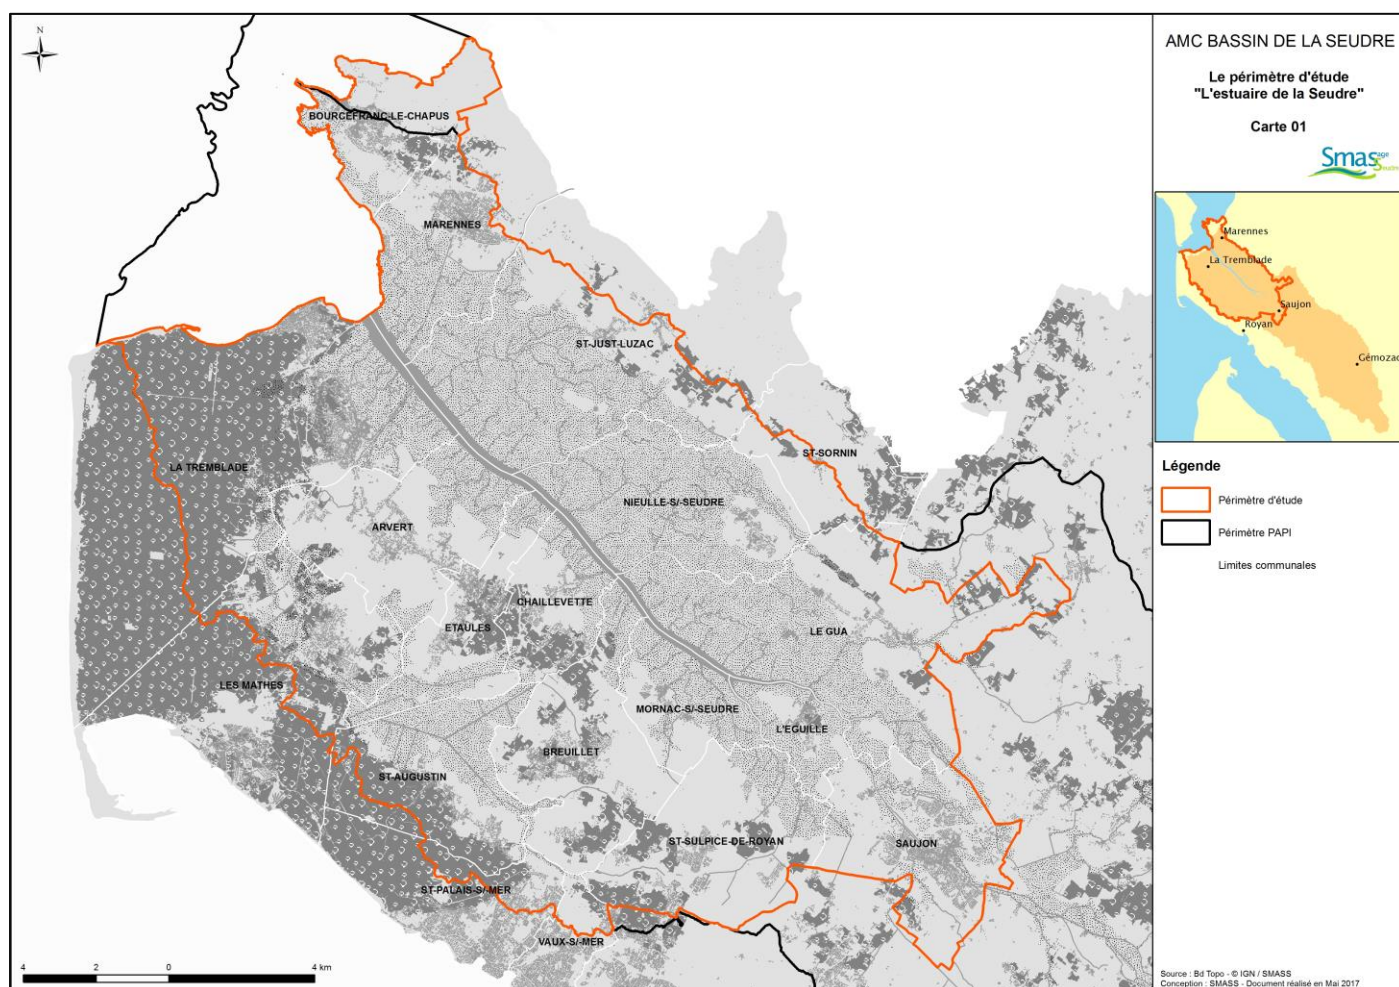 N
AMC BASSIN DE LA SEUDRE
Le périmètre d'étude
"L'estuaire de la Seudre"
Carte 01
Smas
age
Seudre
Marennes
La Tremblade
Saujon
Royan
Gémozac
Légende
Périmètre d'étude
Périmètre PAPI
Limites communales
BOURCEFRANC-LE-CHAPUS
MARENNES
ST-JUST-LUZAC
ST-SORNIN
LA TREMBLADE
NIEULLE-S/-SEUDRE
ARVERT
CHAILLEVETTE
ETAULES
LE GUA
LES MATHES
MORNAC-S/-SEUDRE
L'EGUILLE
BREUILLET
ST-AUGUSTIN
ST-SULPICE-DE-ROYAN
SAUJON
ST-PALAIS-S/-MER
VAUX-S/-MER
4 2 0 4 km
Source : Bd Topo - © IGN / SMASS
Conception : SMASS - Document réalisé en Mai 2017